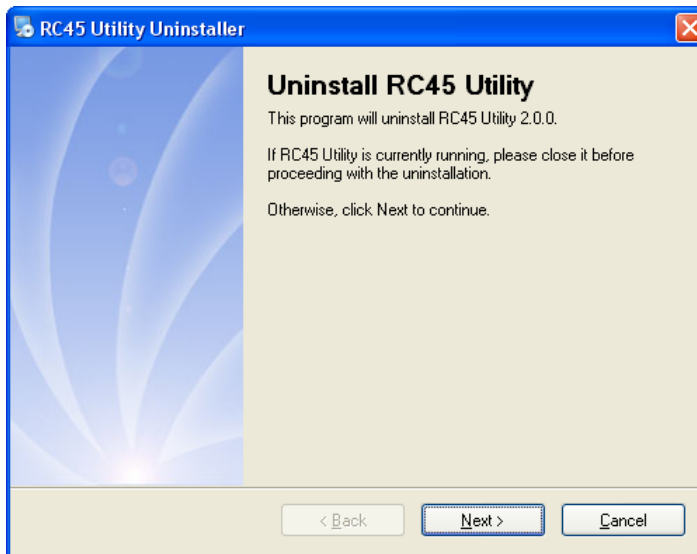 RC45 Utility Uninstaller
Uninstall RC45 Utility
This program will uninstall RC45 Utility 2.0.0.
If RC45 Utility is currently running, please close it before
proceeding with the uninstallation.
Otherwise, click Next to continue.
< Back
Next >
Cancel